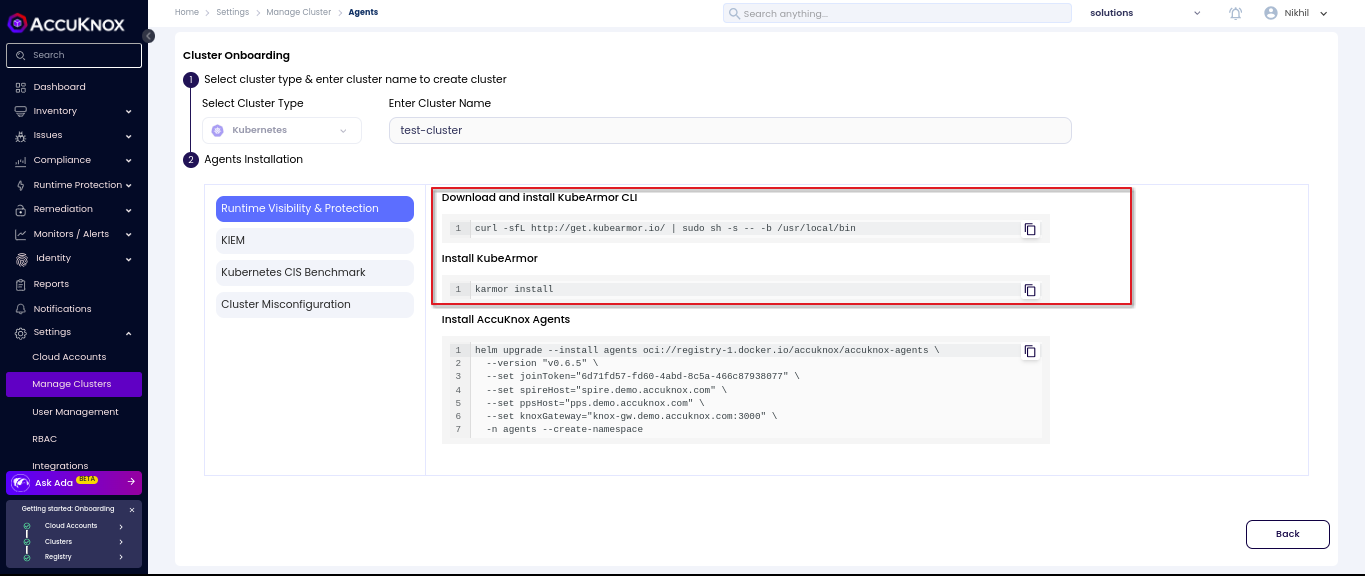 ACCUKNOX
Home > Settings > Manage Cluster > Agents
Search anything...
solutions
Nikhil
Search
Dashboard
Inventory
Issues
Compliance
Runtime Protection
Remediation
Monitors / Alerts
Identity
Reports
Notifications
Settings
Cloud Accounts
Manage Clusters
User Management
RBAC
Integrations
Ask Ada BETA
Getting started: Onboarding ×
Cloud Accounts >
Clusters >
Registry >
Cluster Onboarding
1 Select cluster type & enter cluster name to create cluster
Select Cluster Type
Kubernetes
Enter Cluster Name
test-cluster
2 Agents Installation
Runtime Visibility & Protection
KIEM
Kubernetes CIS Benchmark
Cluster Misconfiguration
Download and install KubeArmor CLI
1 curl -sfL http://get.kubearmor.io/ | sudo sh -s -- -b /usr/local/bin
Install KubeArmor
1 karmor install
Install AccuKnox Agents
1 helm upgrade --install agents oci://registry-1.docker.io/accuknox/accuknox-agents \
2 --version "v0.6.5" \
3 --set joinToken="6d71fd57-fd60-4abd-8c5a-466c87938077" \
4 --set spireHost="spire.demo.accuknox.com" \
5 --set ppsHost="pps.demo.accuknox.com" \
6 --set knoxGateway="knox-gw.demo.accuknox.com:3000" \
7 -n agents --create-namespace
Back